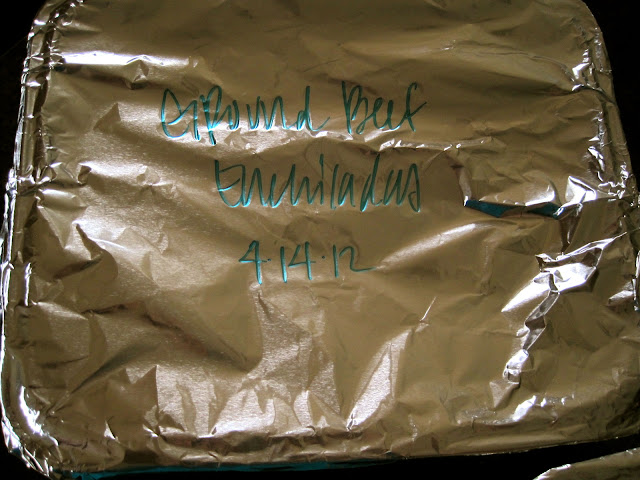 Ground Beef
Enchiladas
4.14.12